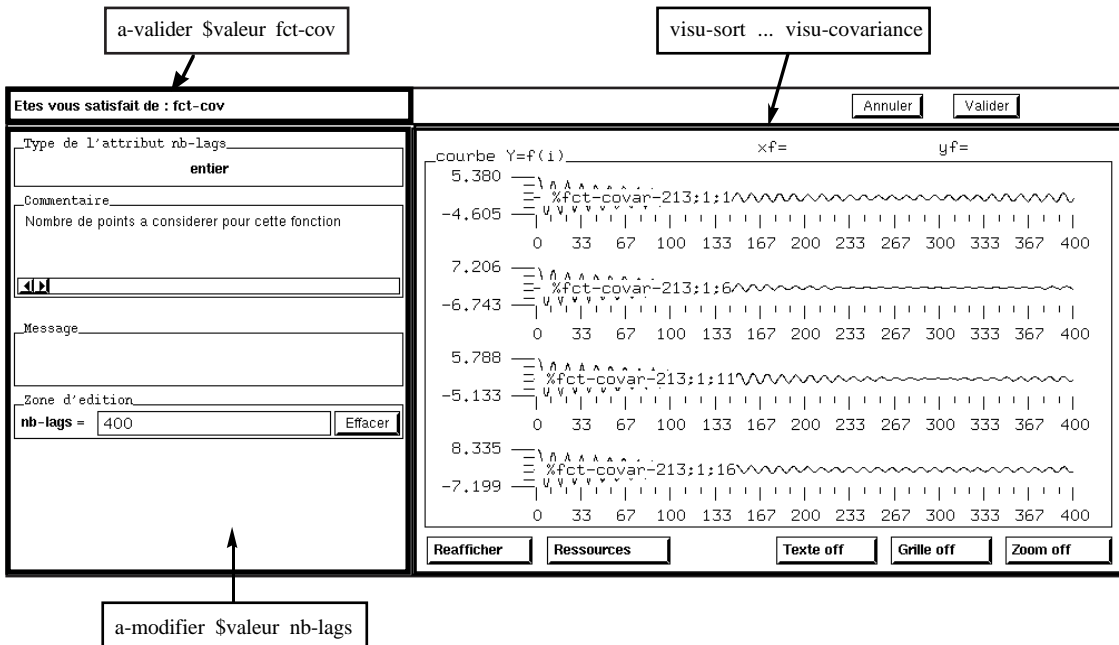 a-valider $valeur fct-cov
visu-sort ... visu-covariance
Etes vous satisfait de : fct-cov
Annuler
Valider
Type de l'attribut nb-lags
entier
Commentaire
Nombre de points a considerer pour cette fonction
Message
Zone d'edition
nb-lags =
400
Effacer
xf=
yf=
courbe Y=f(i)
5.380
%fct-covar-213;1;1
-4.605
0 33 67 100 133 167 200 233 267 300 333 367 400
7.206
%fct-covar-213;1;6
-6.743
0 33 67 100 133 167 200 233 267 300 333 367 400
5.788
%fct-covar-213;1;11
-5.133
0 33 67 100 133 167 200 233 267 300 333 367 400
8.335
%fct-covar-213;1;16
-7.199
0 33 67 100 133 167 200 233 267 300 333 367 400
Reafficher
Ressources
Texte off
Grille off
Zoom off
a-modifier $valeur nb-lags